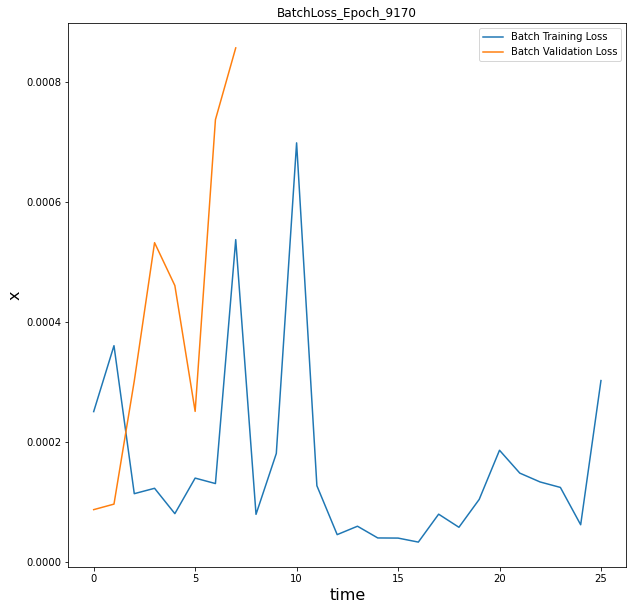 BatchLoss_Epoch_9170
Batch Training Loss
Batch Validation Loss
0.0008
0.0006
0.0004
0.0002
0.0000
x
0
5
10
15
20
25
time